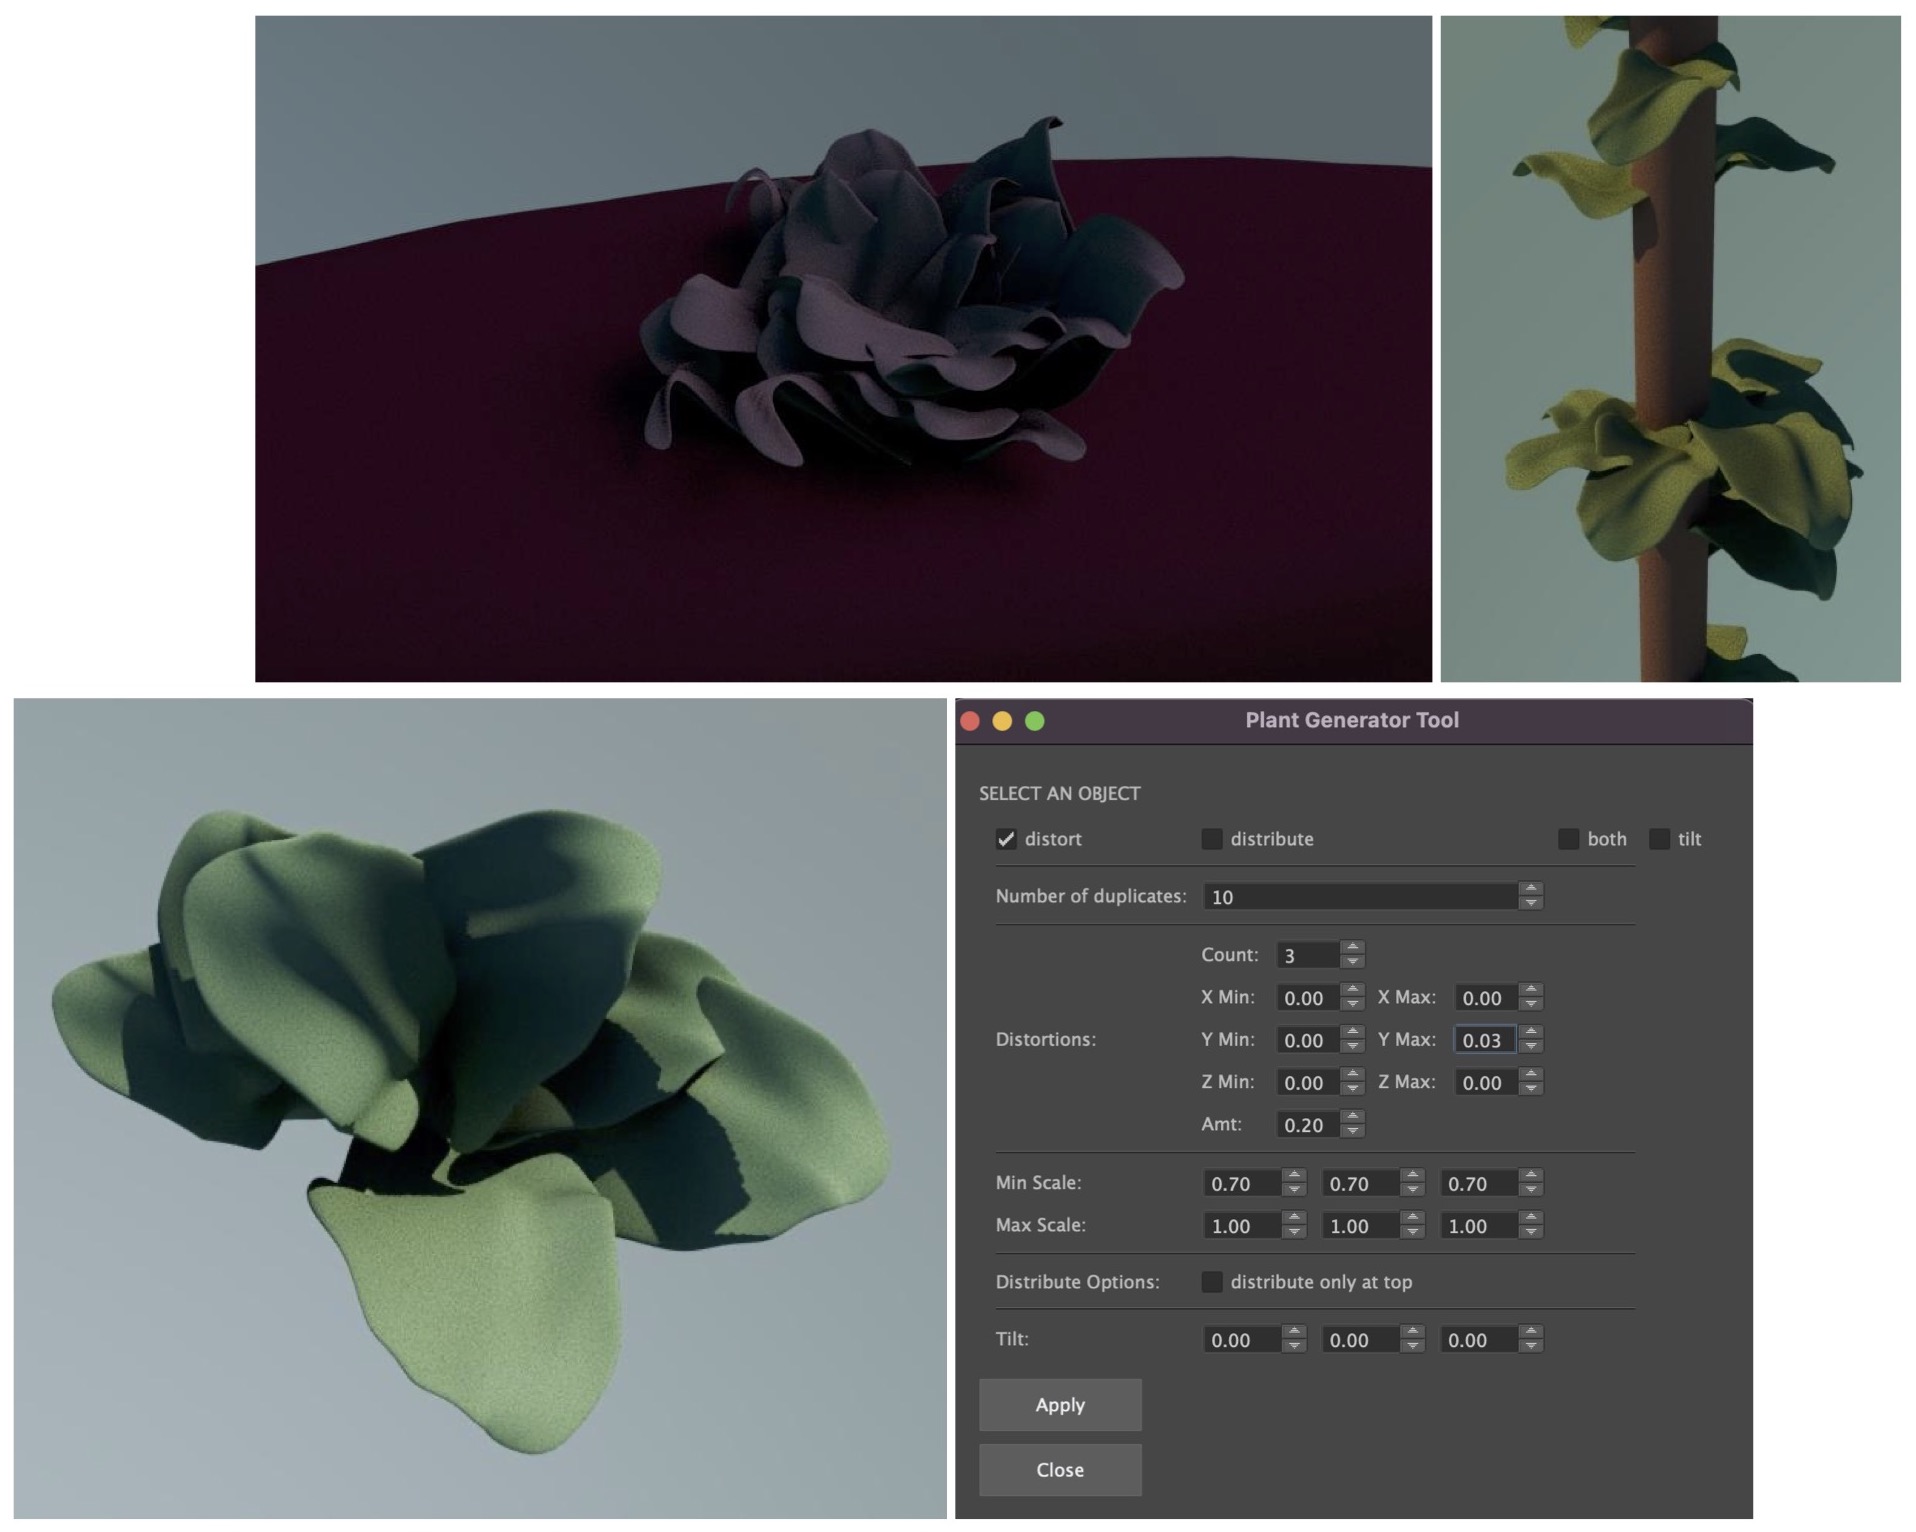 Plant Generator Tool
SELECT AN OBJECT
distort distribute both tilt
Number of duplicates: 10
Count: 3
X Min: 0.00 X Max: 0.00
Distortions: Y Min: 0.00 Y Max: 0.03
Z Min: 0.00 Z Max: 0.00
Amt: 0.20
Min Scale: 0.70 0.70 0.70
Max Scale: 1.00 1.00 1.00
Distribute Options: distribute only at top
Tilt: 0.00 0.00 0.00
Apply
Close